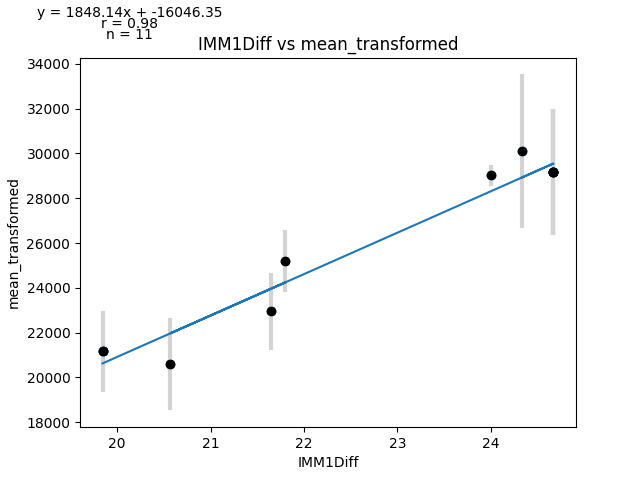 y = 1848.14x + -16046.35
r = 0.98
n = 11
IMM1Diff vs mean_transformed
34000
32000
30000
28000
26000
24000
22000
20000
18000
mean_transformed
20 21 22 23 24
IMM1Diff